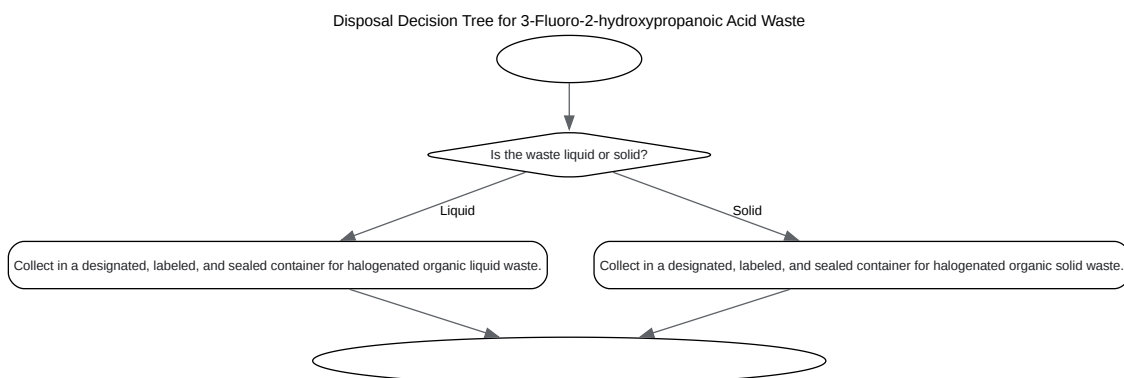 Disposal Decision Tree for 3-Fluoro-2-hydroxypropanoic Acid Waste
Is the waste liquid or solid?
Liquid
Solid
Collect in a designated, labeled, and sealed container for halogenated organic liquid waste.
Collect in a designated, labeled, and sealed container for halogenated organic solid waste.